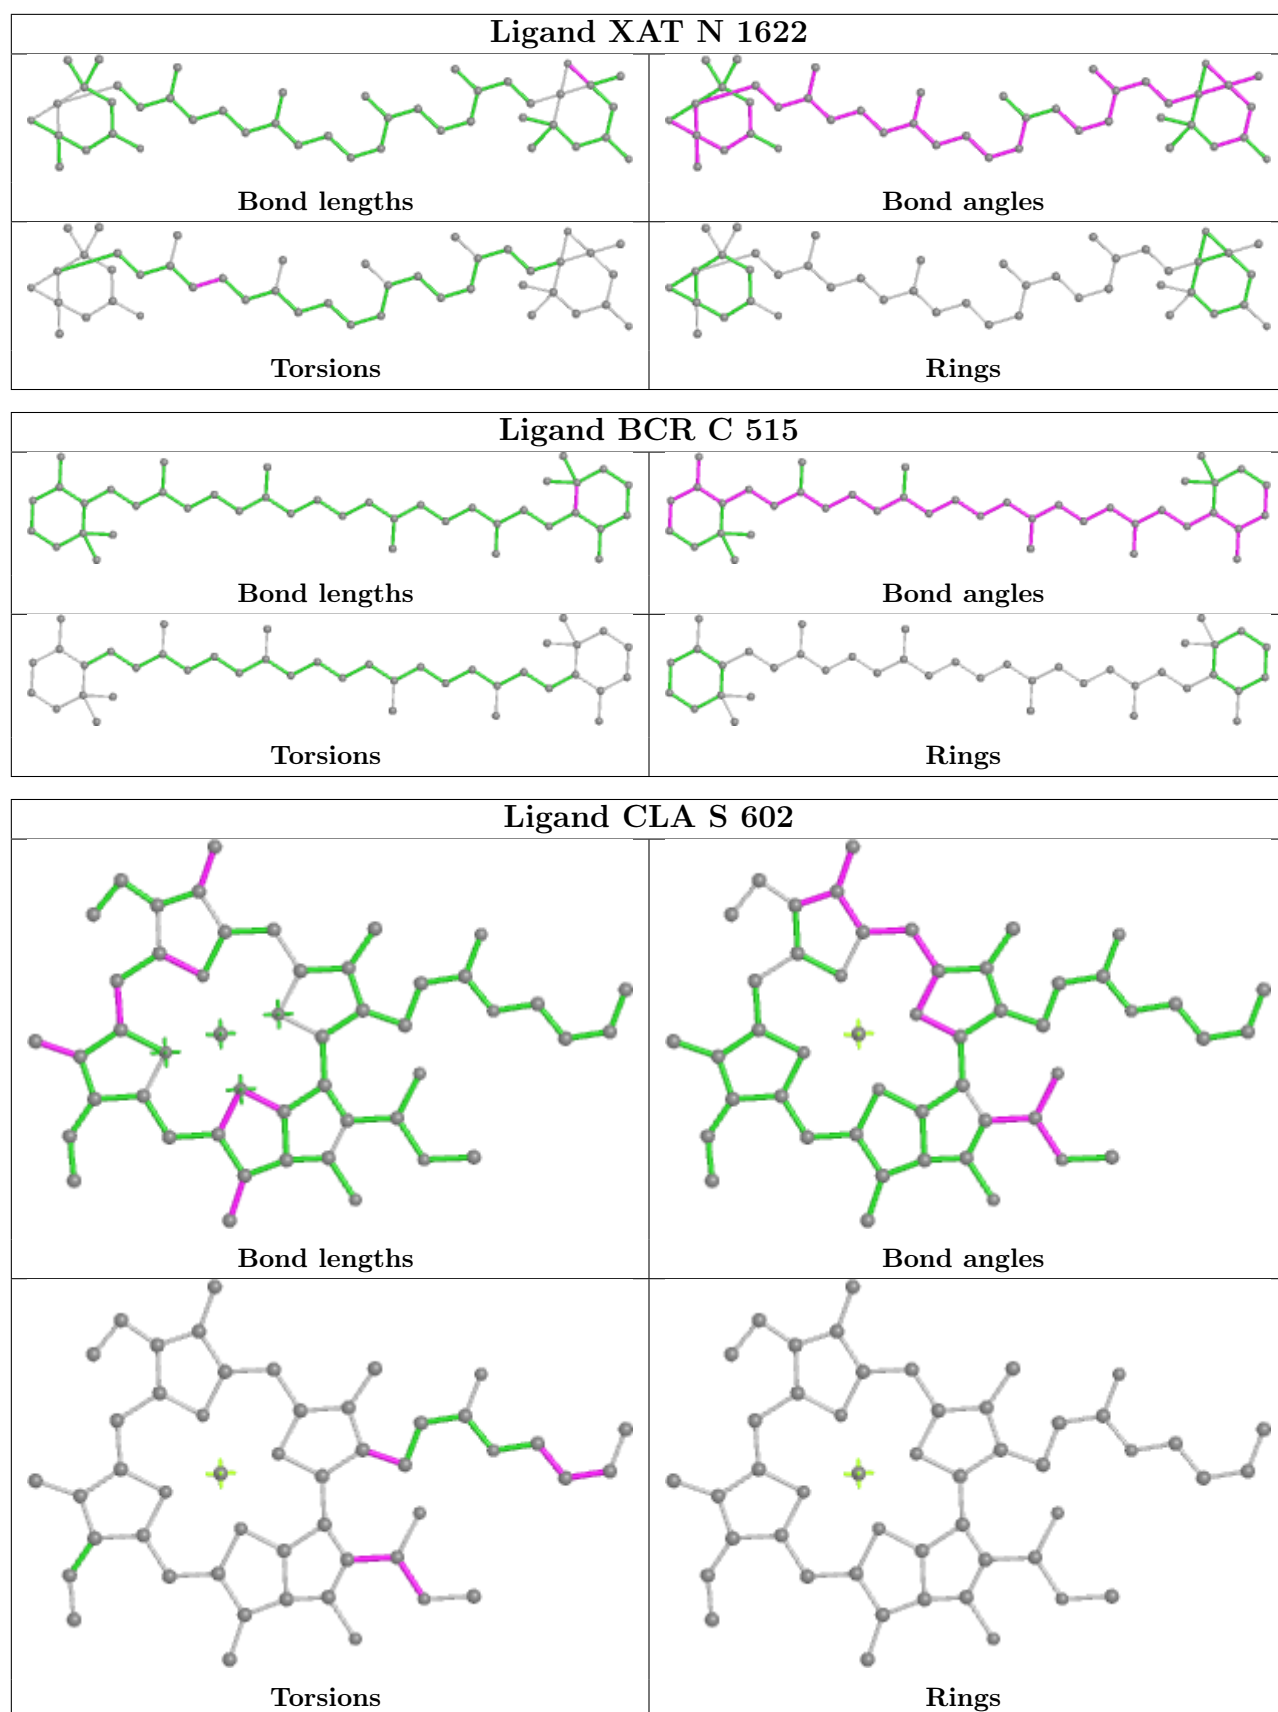 Ligand XAT N 1622
Bond lengths
Bond angles
Torsions
Rings
Ligand BCR C 515
Bond lengths
Bond angles
Torsions
Rings
Ligand CLA S 602
Bond lengths
Bond angles
Torsions
Rings